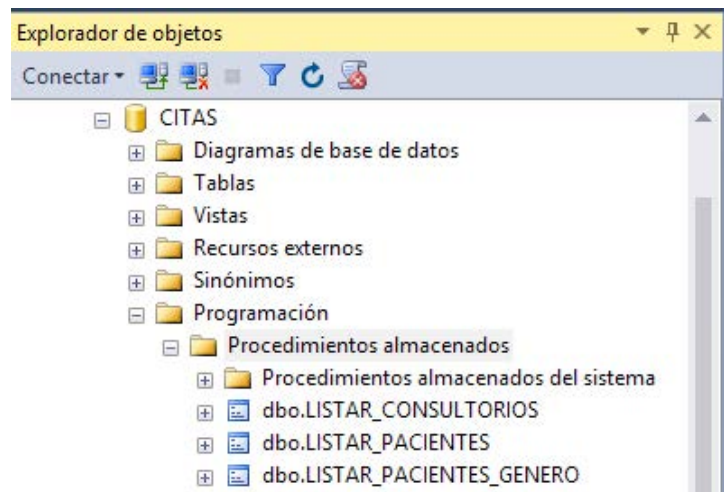 Explorador de objetos
Conectar
CITAS
Diagramas de base de datos
Tablas
Vistas
Recursos externos
Sinónimos
Programación
Procedimientos almacenados
Procedimientos almacenados del sistema
dbo.LISTAR_CONSULTORIOS
dbo.LISTAR_PACIENTES
dbo.LISTAR_PACIENTES_GENERO